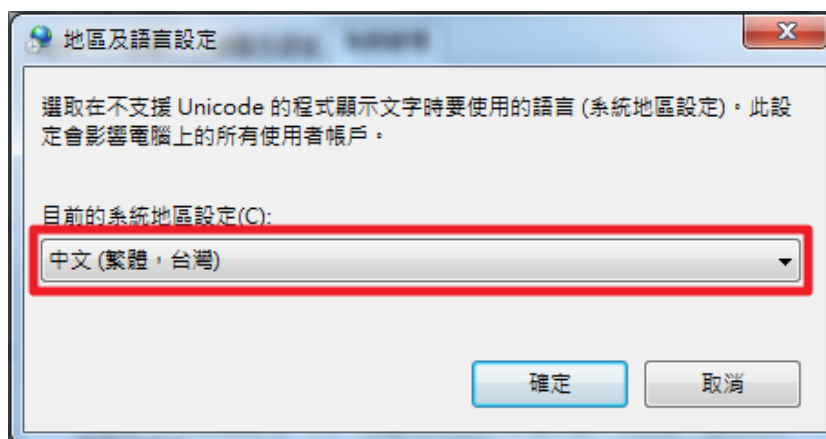 地區及語言設定
選取在不支援 Unicode 的程式顯示文字時要使用的語言 (系統地區設定)。此設
定會影響電腦上的所有使用者帳戶。
目前的系統地區設定(C):
中文 (繁體，台灣)
確定
取消